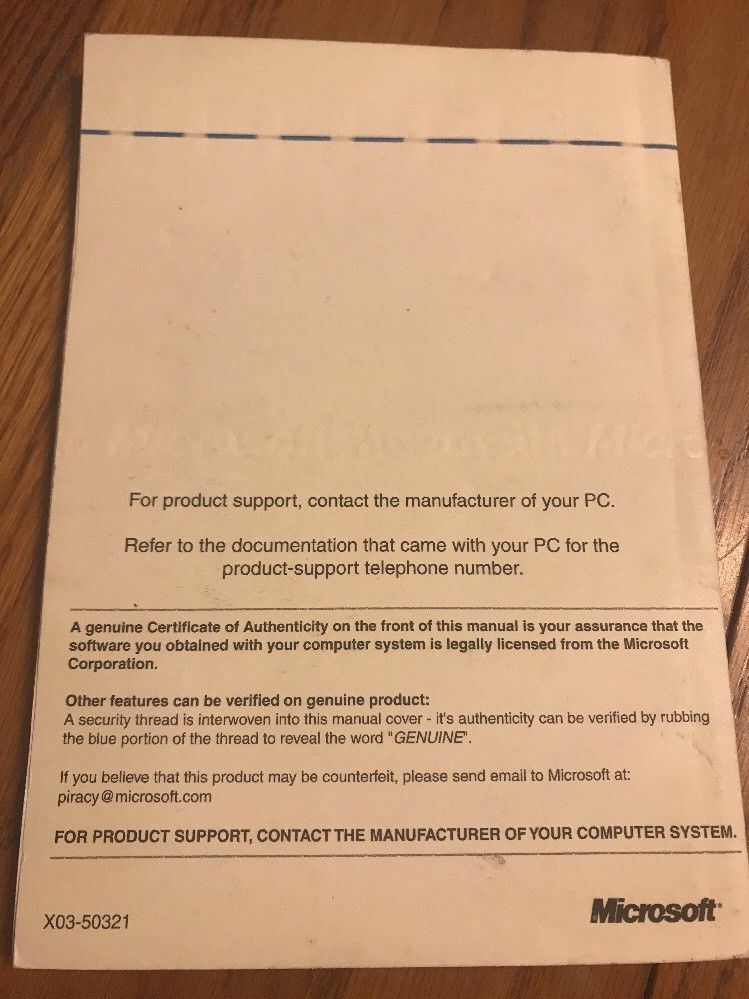 For product support, contact the manufacturer of your PC.
Refer to the documentation that came with your PC for the
product-support telephone number.
A genuine Certificate of Authenticity on the front of this manual is your assurance that the
software you obtained with your computer system is legally licensed from the Microsoft
Corporation.
Other features can be verified on genuine product:
A security thread is interwoven into this manual cover - it's authenticity can be verified by rubbing
the blue portion of the thread to reveal the word "GENUINE".
If you believe that this product may be counterfeit, please send email to Microsoft at:
piracy@microsoft.com
FOR PRODUCT SUPPORT, CONTACT THE MANUFACTURER OF YOUR COMPUTER SYSTEM.
X03-50321
Microsoft